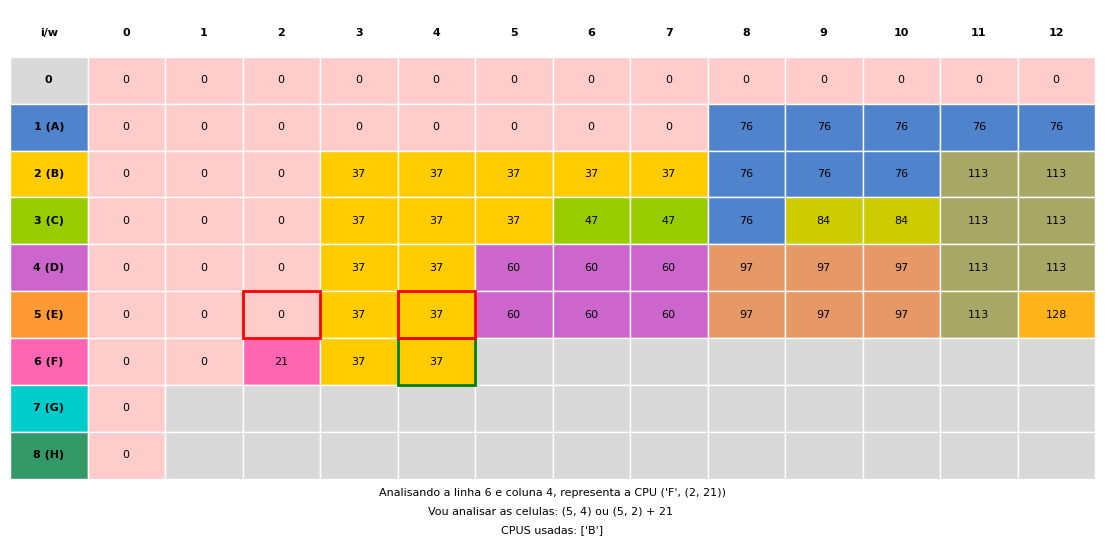 i/w 0 1 2 3 4 5 6 7 8 9 10 11 12
0 0 0 0 0 0 0 0 0 0 0 0 0 0
1 (A) 0 0 0 0 0 0 0 0 76 76 76 76 76
2 (B) 0 0 0 37 37 37 37 37 76 76 76 113 113
3 (C) 0 0 0 37 37 37 47 47 76 84 84 113 113
4 (D) 0 0 0 37 37 60 60 60 97 97 97 113 113
5 (E) 0 0 0 37 37 60 60 60 97 97 97 113 128
6 (F) 0 0 21 37 37
7 (G) 0
8 (H) 0
Analisando a linha 6 e coluna 4, representa a CPU ('F', (2, 21))
Vou analisar as celulas: (5, 4) ou (5, 2) + 21
CPUS usadas: ['B']